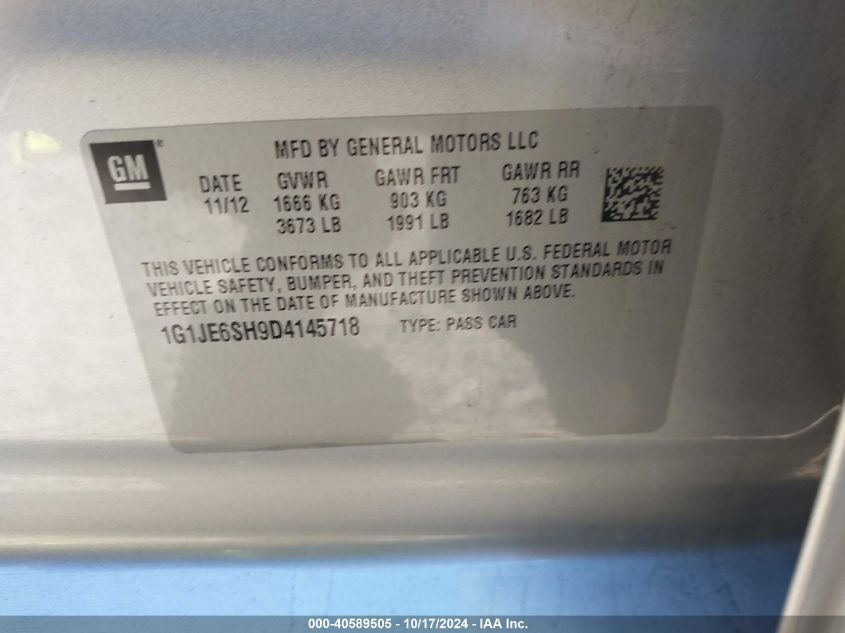 GM ®
MFD BY GENERAL MOTORS LLC
DATE GVWR GAWR FRT GAWR RR
11/12 1666 KG 903 KG 763 KG
3673 LB 1991 LB 1682 LB
THIS VEHICLE CONFORMS TO ALL APPLICABLE U.S. FEDERAL MOTOR
VEHICLE SAFETY, BUMPER, AND THEFT PREVENTION STANDARDS IN
EFFECT ON THE DATE OF MANUFACTURE SHOWN ABOVE.
1G1JE6SH9D4145718 TYPE: PASS CAR
000-40589505 - 10/17/2024 - IAA Inc.